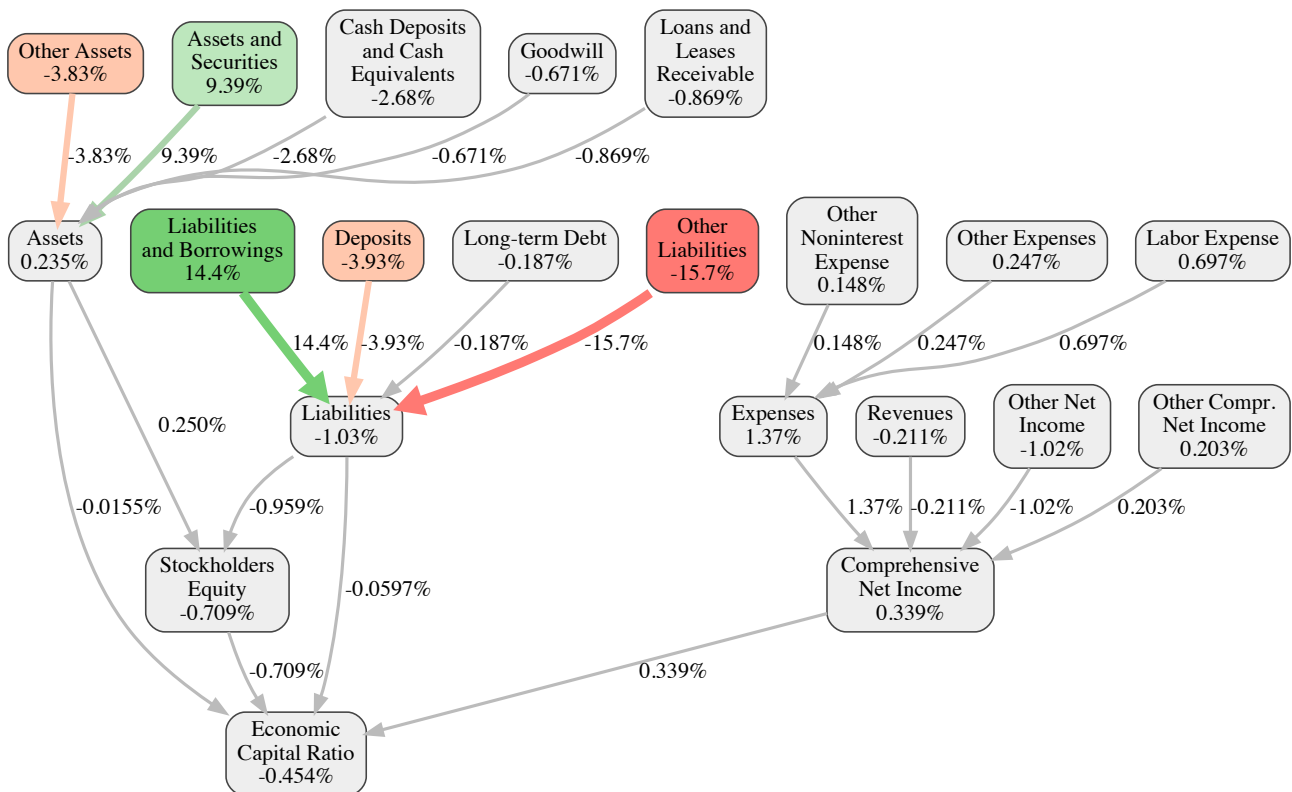 Other Assets
-3.83%
Assets and
Securities
9.39%
Cash Deposits
and Cash
Equivalents
-2.68%
Goodwill
-0.671%
Loans and
Leases
Receivable
-0.869%
-3.83%
9.39%
-2.68%
-0.671%
-0.869%
Assets
0.235%
Liabilities
and Borrowings
14.4%
Deposits
-3.93%
Long-term Debt
-0.187%
Other
Liabilities
-15.7%
Other
Noninterest
Expense
0.148%
Other Expenses
0.247%
Labor Expense
0.697%
14.4%
-3.93%
-0.187%
-15.7%
0.148%
0.247%
0.697%
0.250%
Liabilities
-1.03%
Expenses
1.37%
Revenues
-0.211%
Other Net
Income
-1.02%
Other Compr.
Net Income
0.203%
-0.0155%
-0.959%
1.37%
-0.211%
-1.02%
0.203%
Stockholders
Equity
-0.709%
-0.0597%
Comprehensive
Net Income
0.339%
-0.709%
0.339%
Economic
Capital Ratio
-0.454%